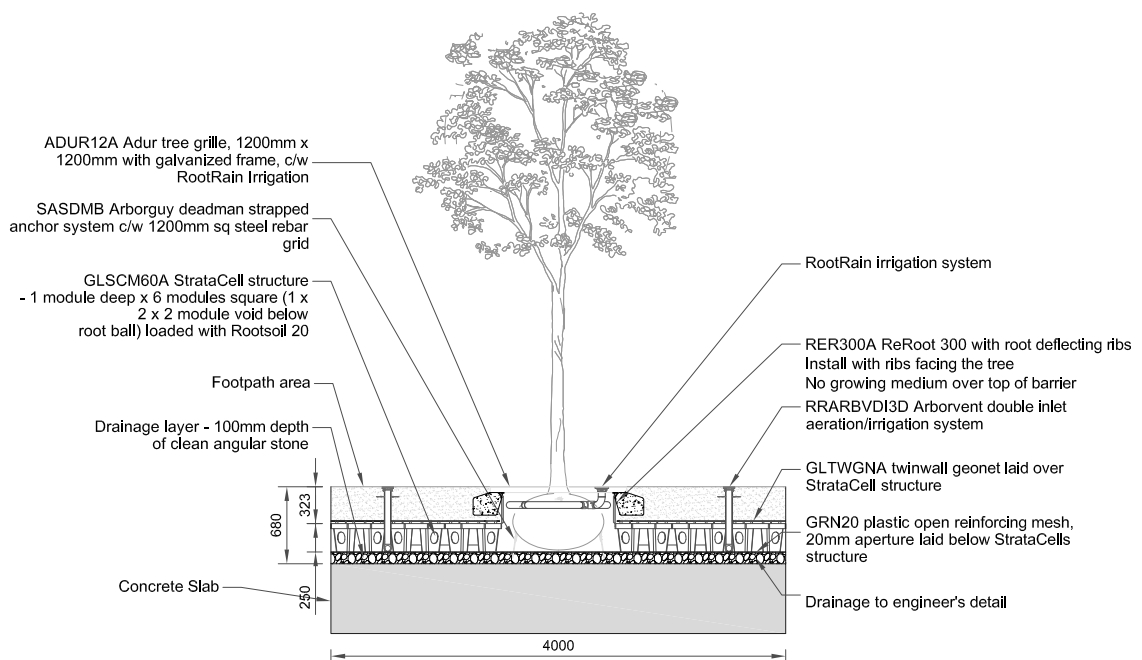 ADUR12A Adur tree grille, 1200mm x
1200mm with galvanized frame, c/w
RootRain Irrigation
SASDMB Arborguy deadman strapped
anchor system c/w 1200mm sq steel rebar
grid
GLSCM60A StrataCell structure
- 1 module deep x 6 modules square (1 x
2 x 2 module void below
root ball) loaded with Rootsoil 20
Footpath area
Drainage layer - 100mm depth
of clean angular stone
Concrete Slab
RootRain irrigation system
RER300A ReRoot 300 with root deflecting ribs
Install with ribs facing the tree
No growing medium over top of barrier
RRARBVDI3D Arborvent double inlet
aeration/irrigation system
GLTWGNA twinwall geonet laid over
StrataCell structure
GRN20 plastic open reinforcing mesh,
20mm aperture laid below StrataCells
structure
Drainage to engineer's detail
680
323
250
4000